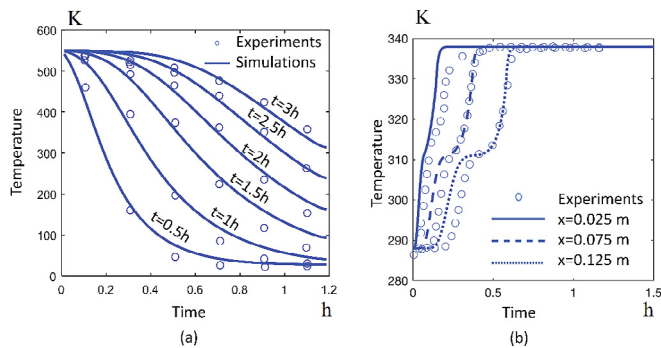 K
600
500
400
300
200
100
0
Temperature
Experiments
Simulations
t=3h
t=2,5h
t=2h
t=1.5h
t=1h
t=0.5h
0 0.2 0.4 0.6 0.8 1.0 1.2
Time h
(a)
K
340
330
320
310
300
290
280
Temperature
Experiments
x=0.025 m
x=0.075 m
x=0.125 m
0 0.5 1 1.5
Time h
(b)